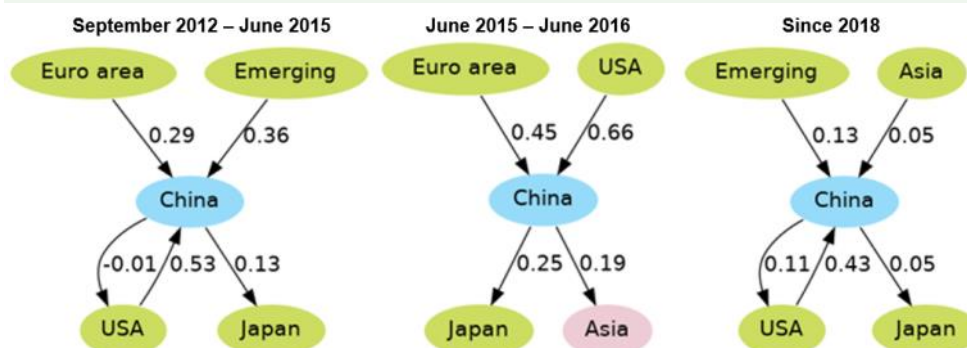 September 2012 – June 2015
June 2015 – June 2016
Since 2018
Euro area
Emerging
Euro area
USA
Emerging
Asia
0.29
0.36
0.45
0.66
0.13
0.05
China
China
China
-0.01
0.53
0.13
0.25
0.19
0.11
0.43
0.05
USA
Japan
Japan
Asia
USA
Japan